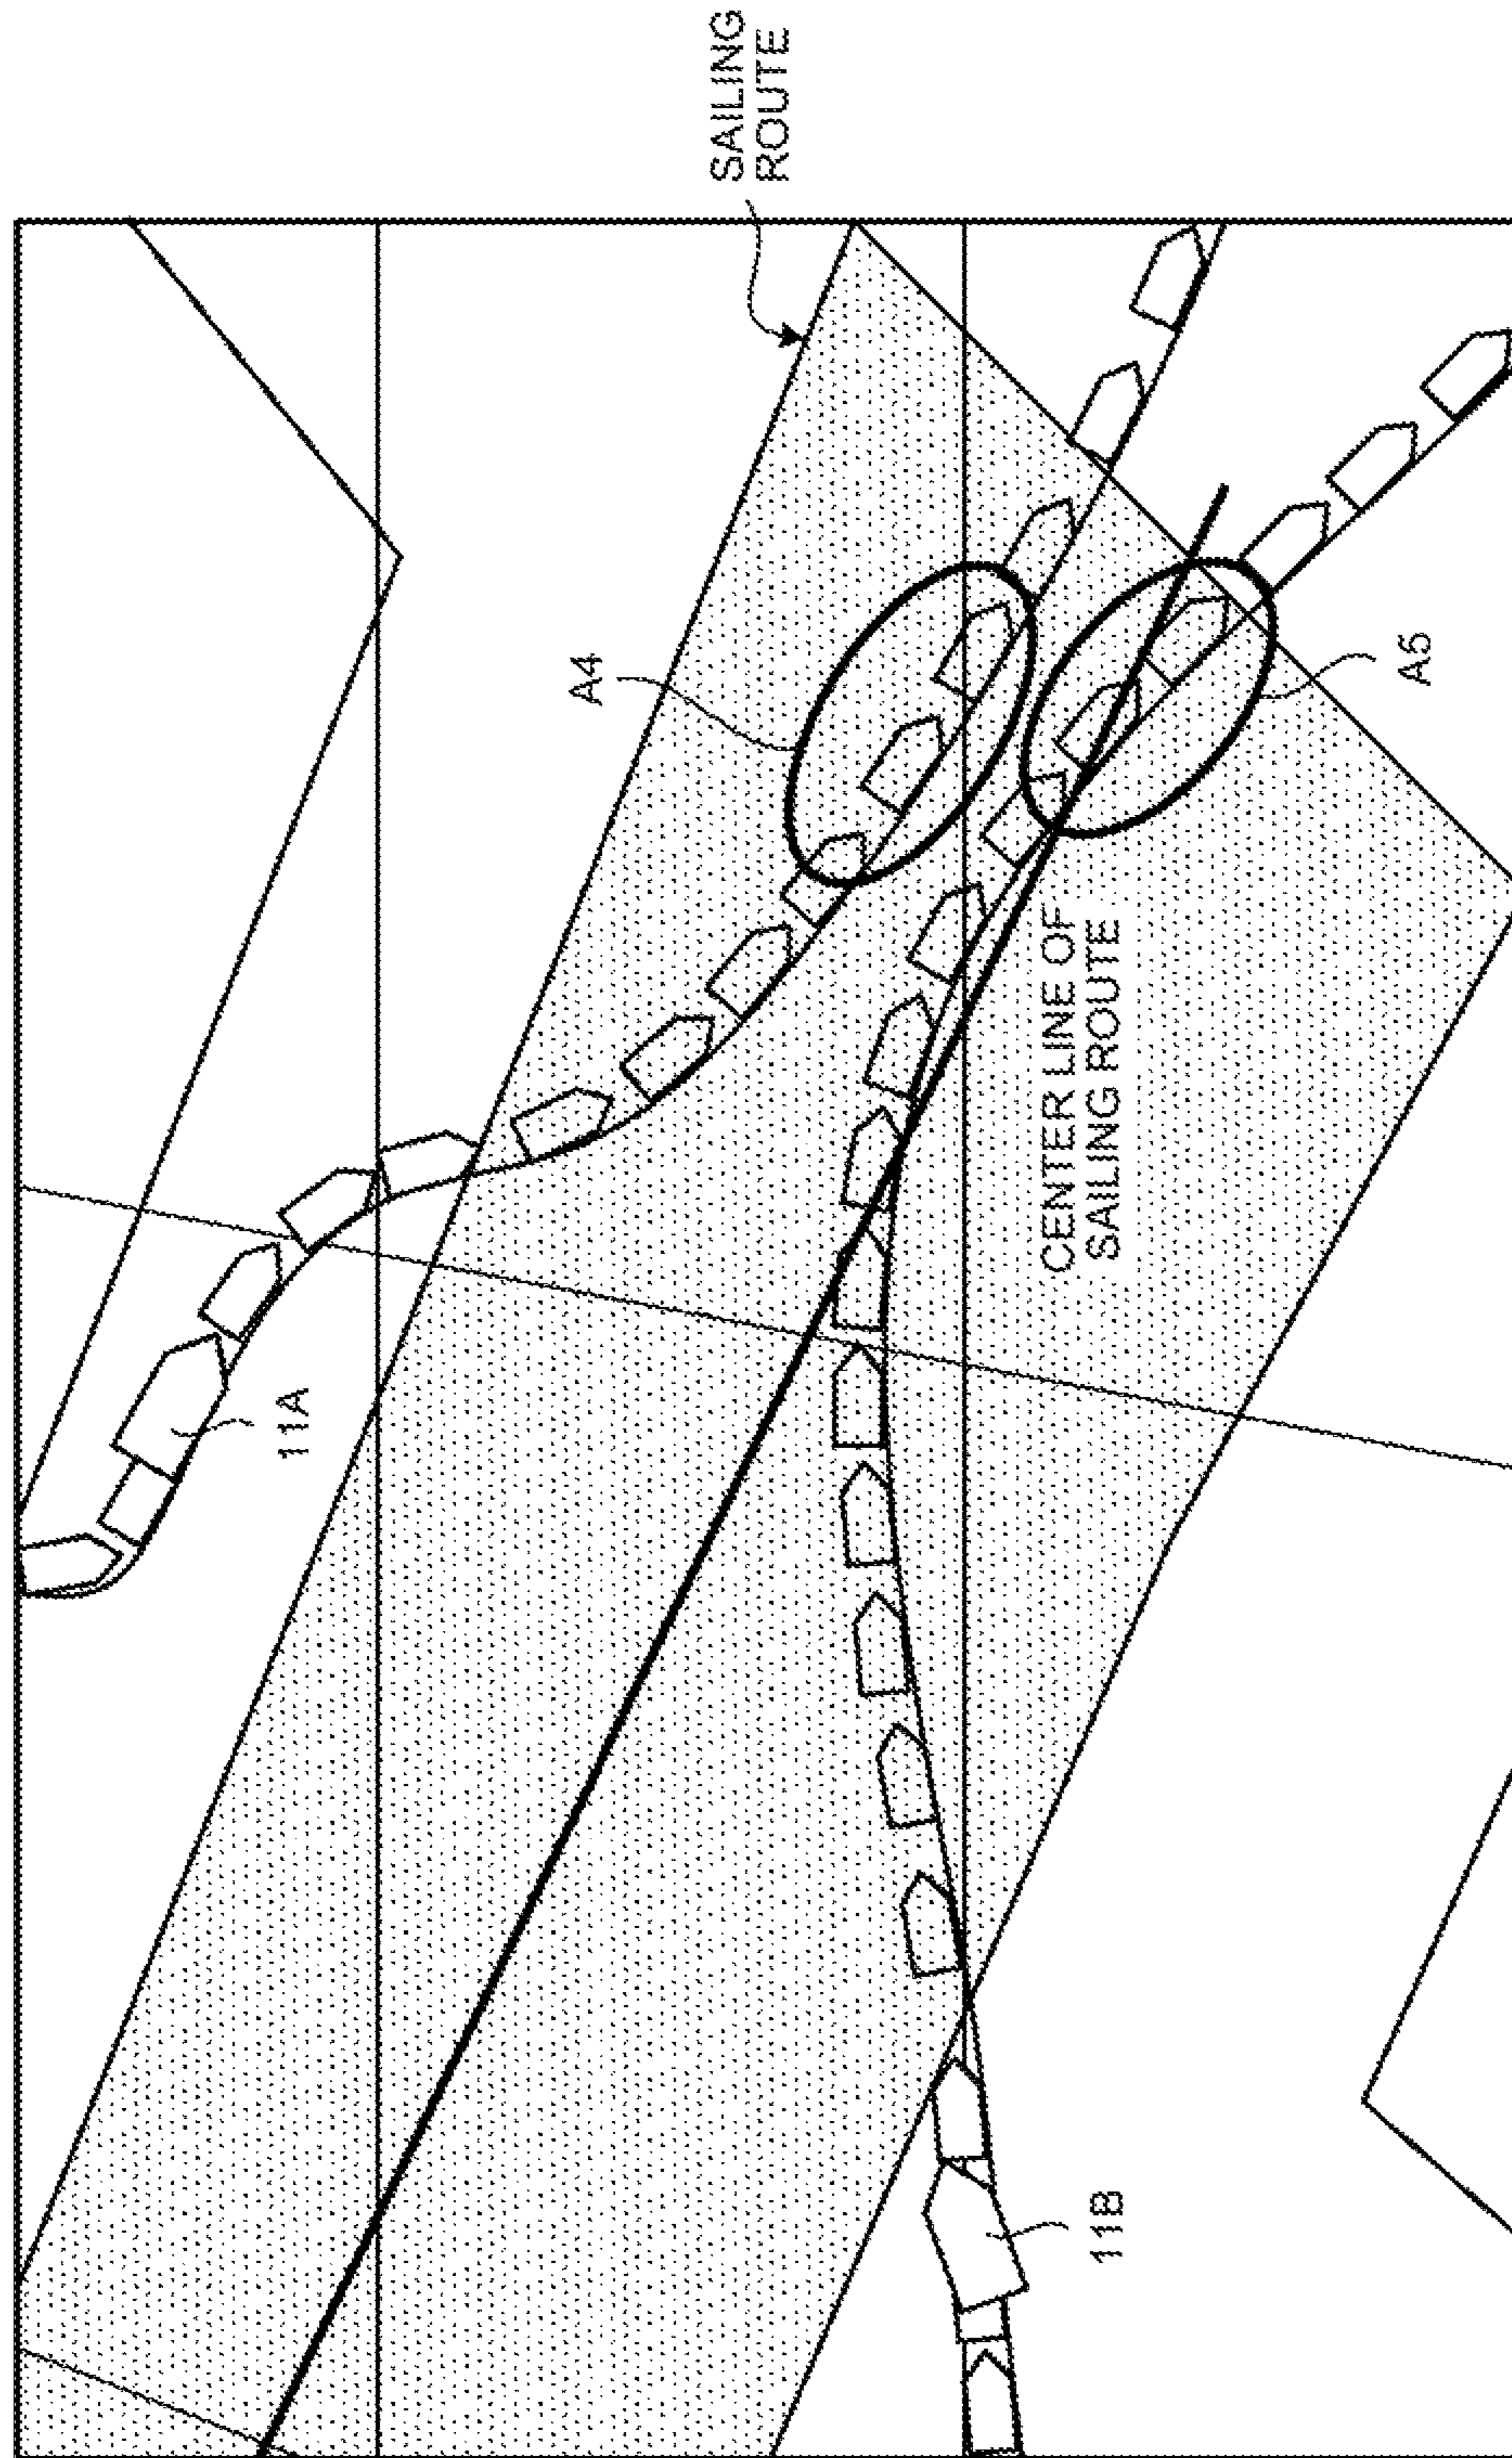 SAILING
ROUTE
A4
A5
11A
CENTER LINE OF
SAILING ROUTE
11B